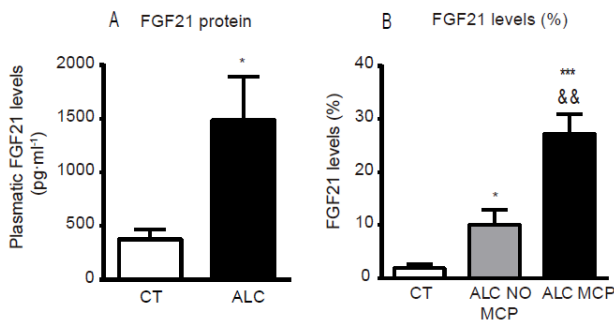 A FGF21 protein
Plasmatic FGF21 levels
(pg·ml⁻¹)
2000
1500
1000
500
0
*
CT ALC
B FGF21 levels (%)
FGF21 levels (%)
40
30
20
10
0
*
***
&&
CT ALC NO ALC MCP
MCP